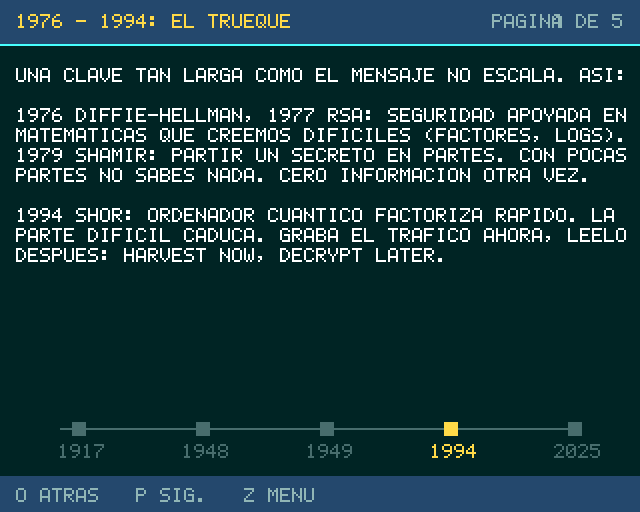 1976 - 1994: EL TRUEQUE
PAGINA DE 5
UNA CLAVE TAN LARGA COMO EL MENSAJE NO ESCALA. ASI:
1976 DIFFIE-HELLMAN, 1977 RSA: SEGURIDAD APOYADA EN
MATEMATICAS QUE CREEMOS DIFICILES (FACTORES, LOGS).
1979 SHAMIR: PARTIR UN SECRETO EN PARTES. CON POCAS
PARTES NO SABES NADA. CERO INFORMACION OTRA VEZ.
1994 SHOR: ORDENADOR CUANTICO FACTORIZA RAPIDO. LA
PARTE DIFICIL CADUCA. GRABA EL TRAFICO AHORA, LEELO
DESPUES: HARVEST NOW, DECRYPT LATER.
1917 1948 1949 1994 2025
O ATRAS P SIG. Z MENU